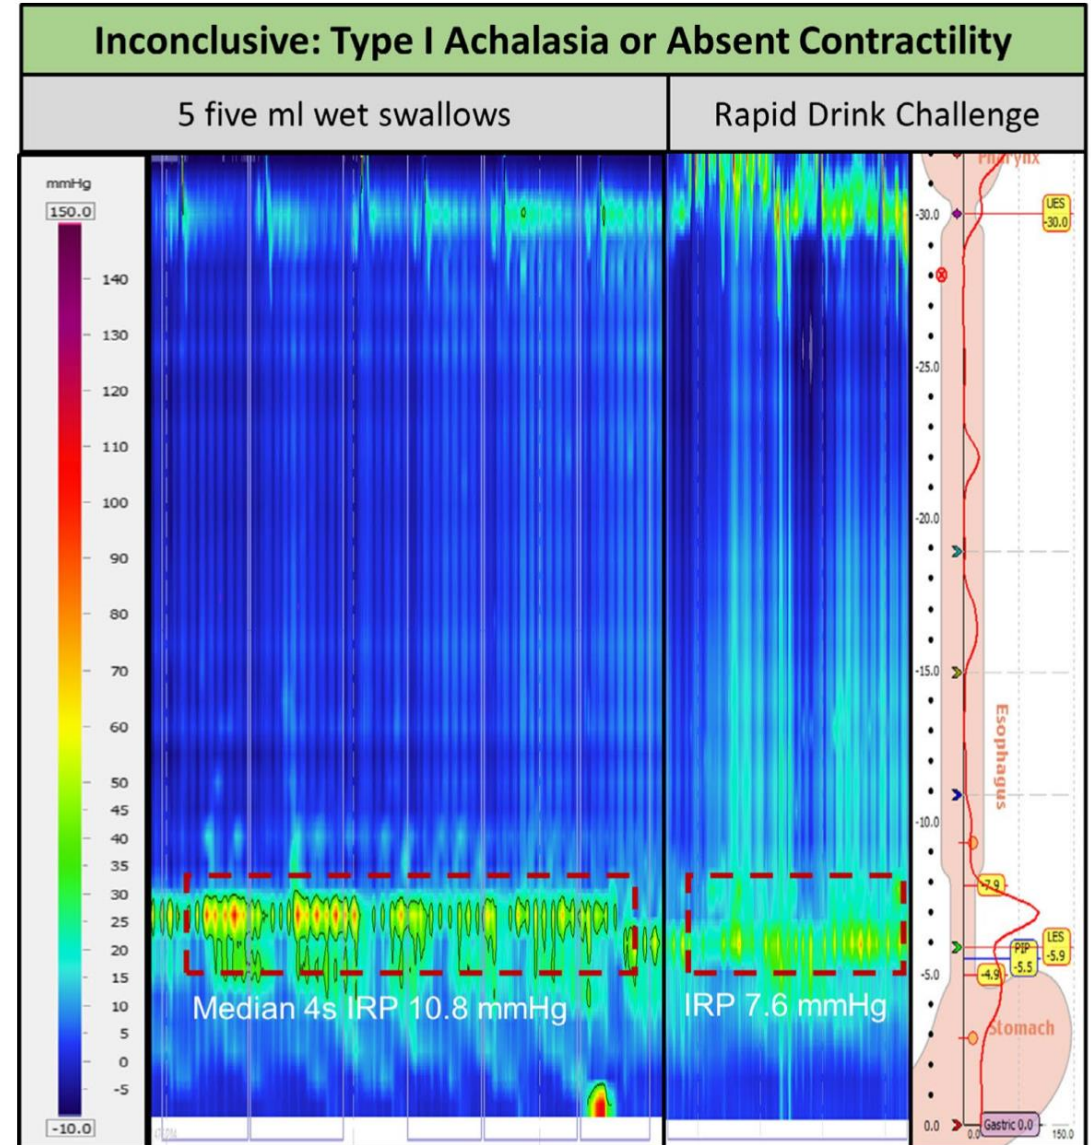 Inconclusive: Type I Achalasia or Absent Contractility
5 five ml wet swallows
Rapid Drink Challenge
mmHg
150.0
140
130
120
110
100
90
80
70
60
50
45
40
35
30
25
20
15
10
5
0
-5
-10.0
Median 4s IRP 10.8 mmHg
IRP 7.6 mmHg
Pharynx
UES
-30.0
-30.0
-25.0
-20.0
-15.0
Esophagus
-10.0
-7.9
LES
-5.9
PIP
-5.5
-5.0
-4.9
Stomach
0.0
Gastric 0.0
0.0
150.0